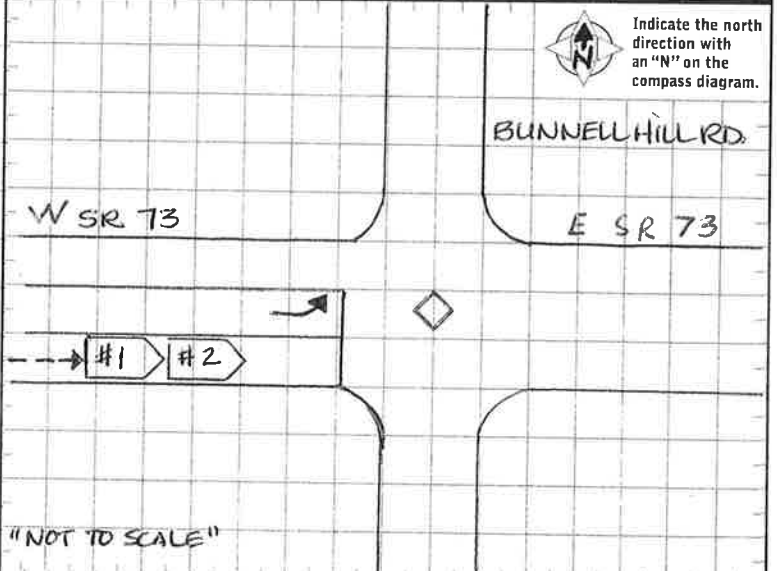 Indicate the north
direction with
an "N" on the
compass diagram.
N
BUNNELL HILL RD.
W SR 73
E SR 73
#1 #2
"NOT TO SCALE"